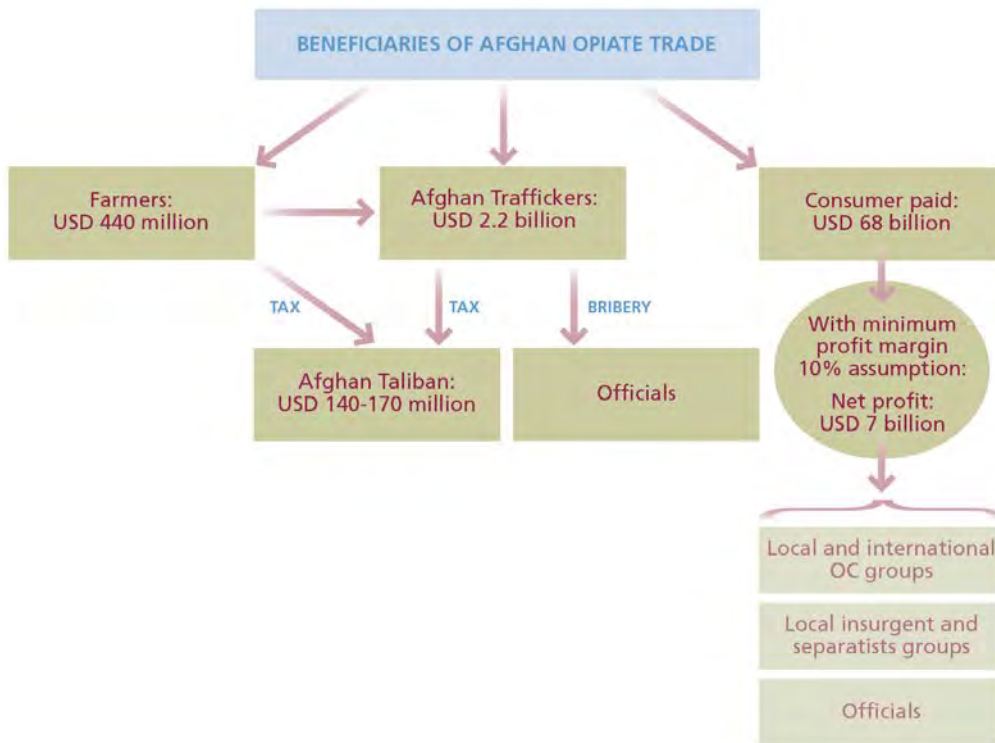 BENEFICIARIES OF AFGHAN OPIATE TRADE
Farmers:
USD 440 million
Afghan Traffickers:
USD 2.2 billion
Consumer paid:
USD 68 billion
TAX
TAX
BRIBERY
Afghan Taliban:
USD 140-170 million
Officials
With minimum
profit margin
10% assumption:
Net profit:
USD 7 billion
Local and international
OC groups
Local insurgent and
separatists groups
Officials